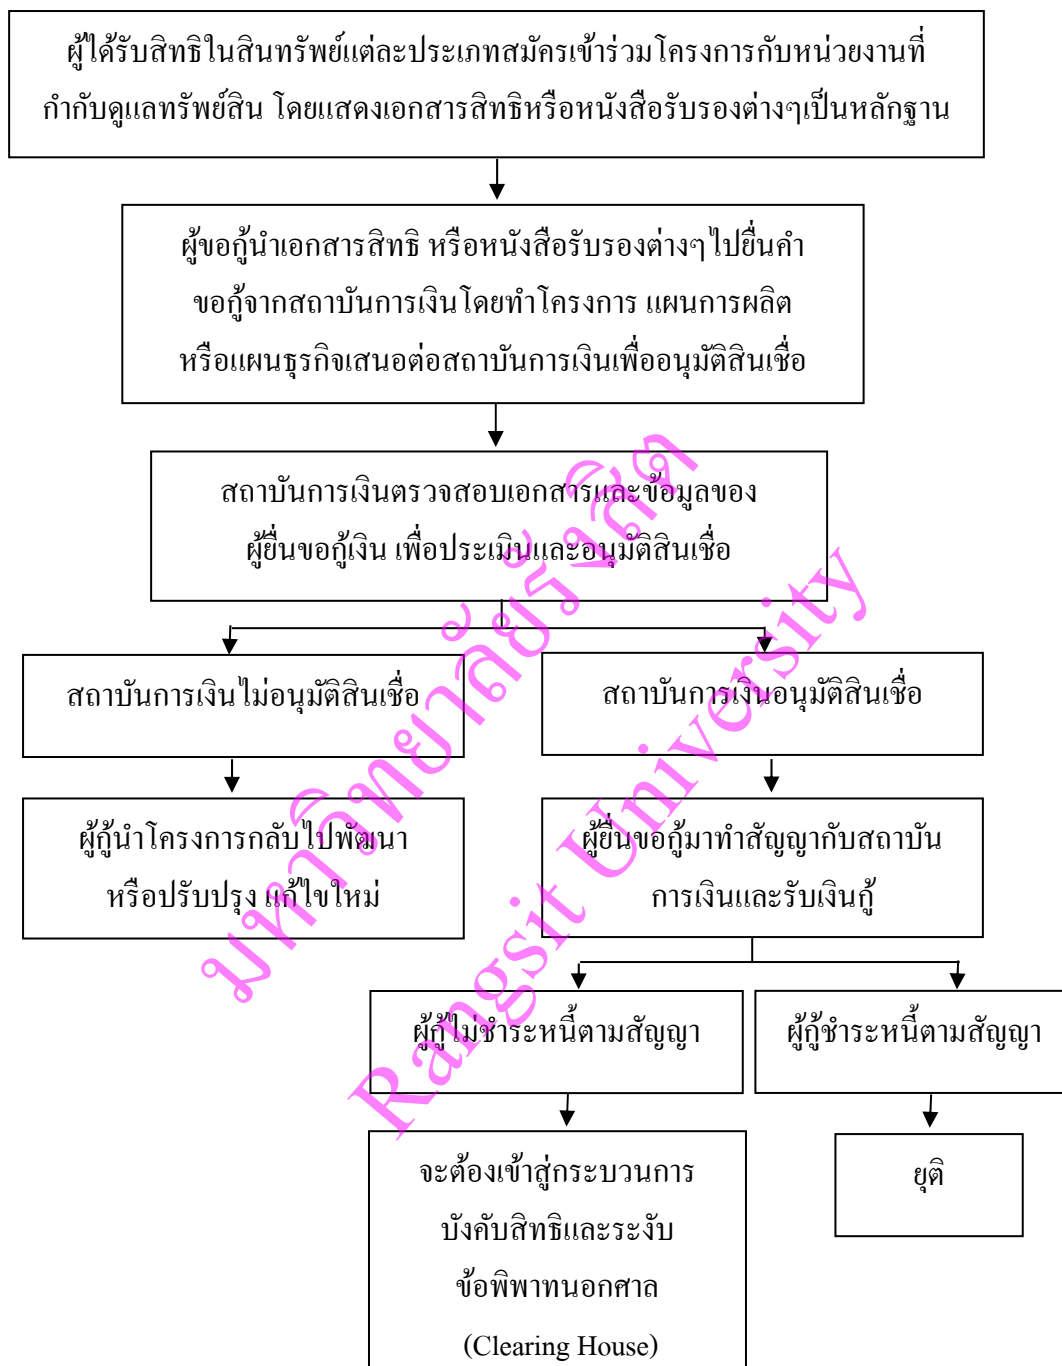 ผู้ได้รับสิทธิในสินทรัพย์แต่ละประเภทสมัครเข้าร่วมโครงการกับหน่วยงานที่
กำกับดูแลทรัพย์สิน โดยแสดงเอกสารสิทธิหรือหนังสือรับรองต่างๆเป็นหลักฐาน
ผู้ขอกู้นำเอกสารสิทธิ หรือหนังสือรับรองต่างๆไปยื่นคำ
ขอกู้จากสถาบันการเงินโดยทำโครงการ แผนการผลิต
หรือแผนธุรกิจเสนอต่อสถาบันการเงินเพื่ออนุมัติสินเชื่อ
สถาบันการเงินตรวจสอบเอกสารและข้อมูลของ
ผู้ยื่นขอกู้เงิน เพื่อประเมินและอนุมัติสินเชื่อ
สถาบันการเงินไม่อนุมัติสินเชื่อ
สถาบันการเงินอนุมัติสินเชื่อ
ผู้กู้นำโครงการกลับไปพัฒนา
หรือปรับปรุง แก้ไขใหม่
ผู้ยื่นขอกู้มาทำสัญญากับสถาบัน
การเงินและรับเงินกู้
ผู้กู้ไม่ชำระหนี้ตามสัญญา
ผู้กู้ชำระหนี้ตามสัญญา
จะต้องเข้าสู่กระบวนการ
บังคับสิทธิและระงับ
ข้อพิพาทนอกศาล
(Clearing House)
ยุติ
มหาวิทยาลัยรังสิต
Rangsit University